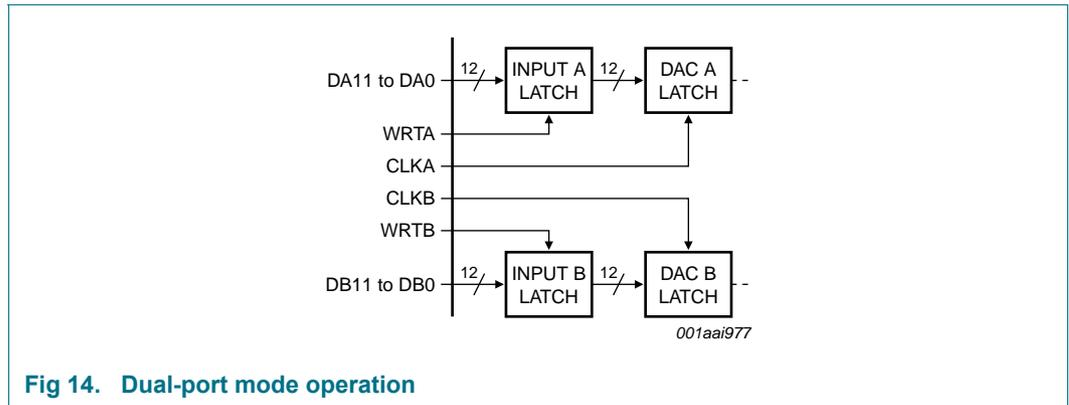 DA11 to DA0
12
INPUT A
LATCH
12
DAC A
LATCH
WRTA
CLKA
CLKB
WRTB
DB11 to DB0
12
INPUT B
LATCH
12
DAC B
LATCH
001aai977
Fig 14. Dual-port mode operation